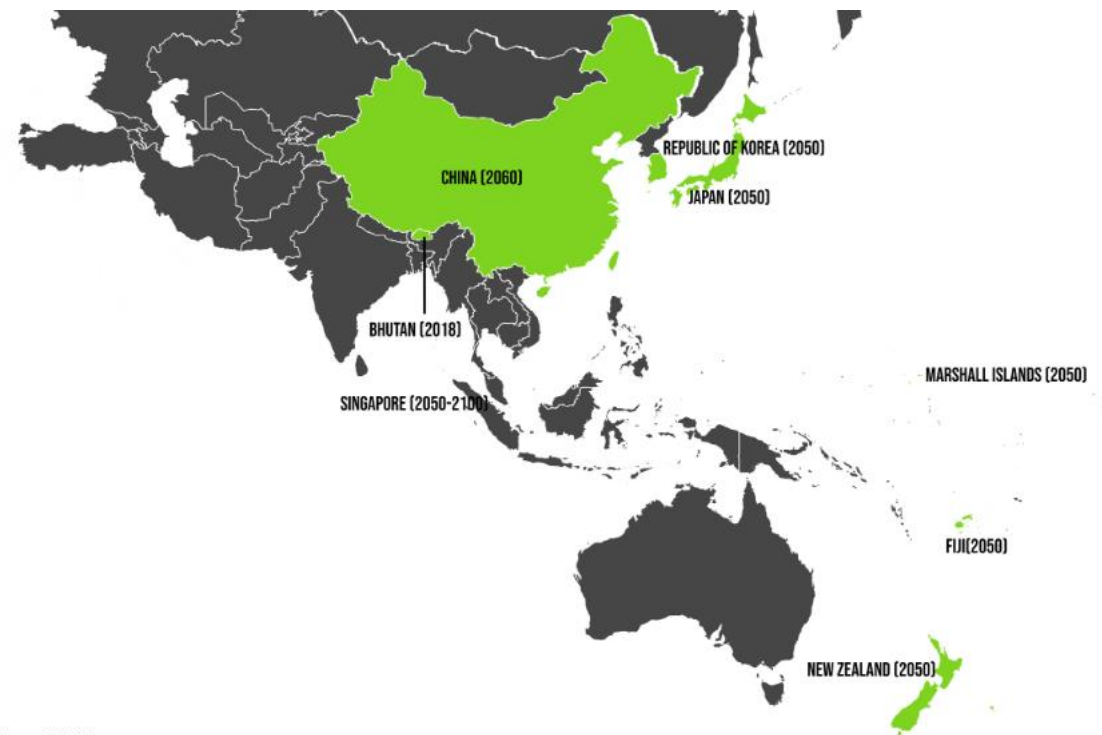 REPUBLIC OF KOREA (2050)
CHINA (2060)
JAPAN (2050)
BHUTAN (2018)
MARSHALL ISLANDS (2050)
SINGAPORE (2050-2100)
FIJI(2050)
NEW ZEALAND (2050)